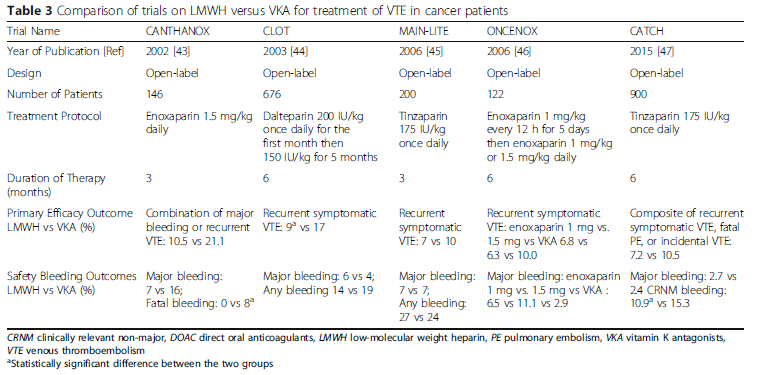 Table 3 Comparison of trials on LMWH versus VKA for treatment of VTE in cancer patients
Trial Name CANTHANOX CLOT MAIN-LITE ONCENOX CATCH
Year of Publication [Ref] 2002 [43] 2003 [44] 2006 [45] 2006 [46] 2015 [47]
Design Open-label Open-label Open-label Open-label Open-label
Number of Patients 146 676 200 122 900
Treatment Protocol Enoxaparin 1.5 mg/kg Dalteparin 200 IU/kg Tinzaparin Enoxaparin 1 mg/kg Tinzaparin 175 IU/kg
daily once daily for the 175 IU/kg every 12 h for 5 days once daily
first month then once daily then enoxaparin 1 mg/kg
150 IU/kg for 5 months or 1.5 mg/kg daily
Duration of Therapy 3 6 3 6 6
(months)
Primary Efficacy Outcome Combination of major Recurrent symptomatic Recurrent Recurrent symptomatic Composite of recurrent
LMWH vs VKA (%) bleeding or recurrent VTE: 9a vs 17 symptomatic VTE: enoxaparin 1 mg vs. symptomatic VTE, fatal
VTE: 10.5 vs 21.1 VTE: 7 vs 10 1.5 mg vs VKA 6.8 vs PE, or incidental VTE:
6.3 vs 10.0 7.2 vs 10.5
Safety Bleeding Outcomes Major bleeding: Major bleeding: 6 vs 4; Major bleeding: Major bleeding: enoxaparin Major bleeding: 2.7 vs
LMWH vs VKA (%) 7 vs 16; Any bleeding 14 vs 19 7 vs 7; 1 mg vs. 1.5 mg vs VKA : 2.4 CRNM bleeding:
Fatal bleeding: 0 vs 8a Any bleeding: 6.5 vs 11.1 vs 2.9 10.9a vs 15.3
27 vs 24
CRNM clinically relevant non-major, DOAC direct oral anticoagulants, LMWH low-molecular weight heparin, PE pulmonary embolism, VKA vitamin K antagonists,
VTE venous thromboembolism
aStatistically significant difference between the two groups